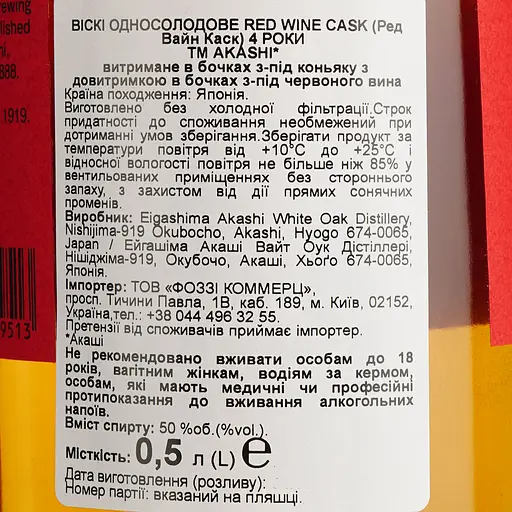 ewing
lished
ni,
888.
1919.
9513
ВІСКІ ОДНОСОЛОДОВЕ RED WINE CASK (Ред
Вайн Каск) 4 РОКИ
ТМ AKASHI*
витримане в бочках з-під коньяку з
довитримкою в бочках з-під червоного вина
Країна походження: Японія.
Виготовлено без холодної фільтрації.Строк
придатності до споживання необмежений при
дотриманні умов зберігання.Зберігати продукт за
температури повітря від +10°С до +25°С і
відносної вологості повітря не більше ніж 85% у
вентильованих приміщеннях без стороннього
запаху, з захистом від дії прямих сонячних
променів.
Виробник: Eigashima Akashi White Oak Distillery,
Nishijima-919 Okubocho, Akashi, Hyogo 674-0065,
Japan / Ейгашіма Акаші Вайт Оук Дістіллері,
Нішіджіма-919, Окубочо, Акаші, Хього 674-0065,
Японія.
Імпортер: ТОВ «ФОЗЗІ КОММЕРЦ»,
просп. Тичини Павла, 1В, каб. 189, м. Київ, 02152,
Україна,тел.: +38 044 496 32 55.
Претензії від споживачів приймає імпортер.
*Акаші
Не рекомендовано вживати особам до 18
років, вагітним жінкам, водіям за кермом,
особам, які мають медичні чи професійні
протипоказання до вживання алкогольних
напоїв.
Вміст спирту: 50 %об.(%vol.).
Місткість: 0,5 л (L) e
Дата виготовлення (розливу):
Номер партії: вказаний на пляшці.